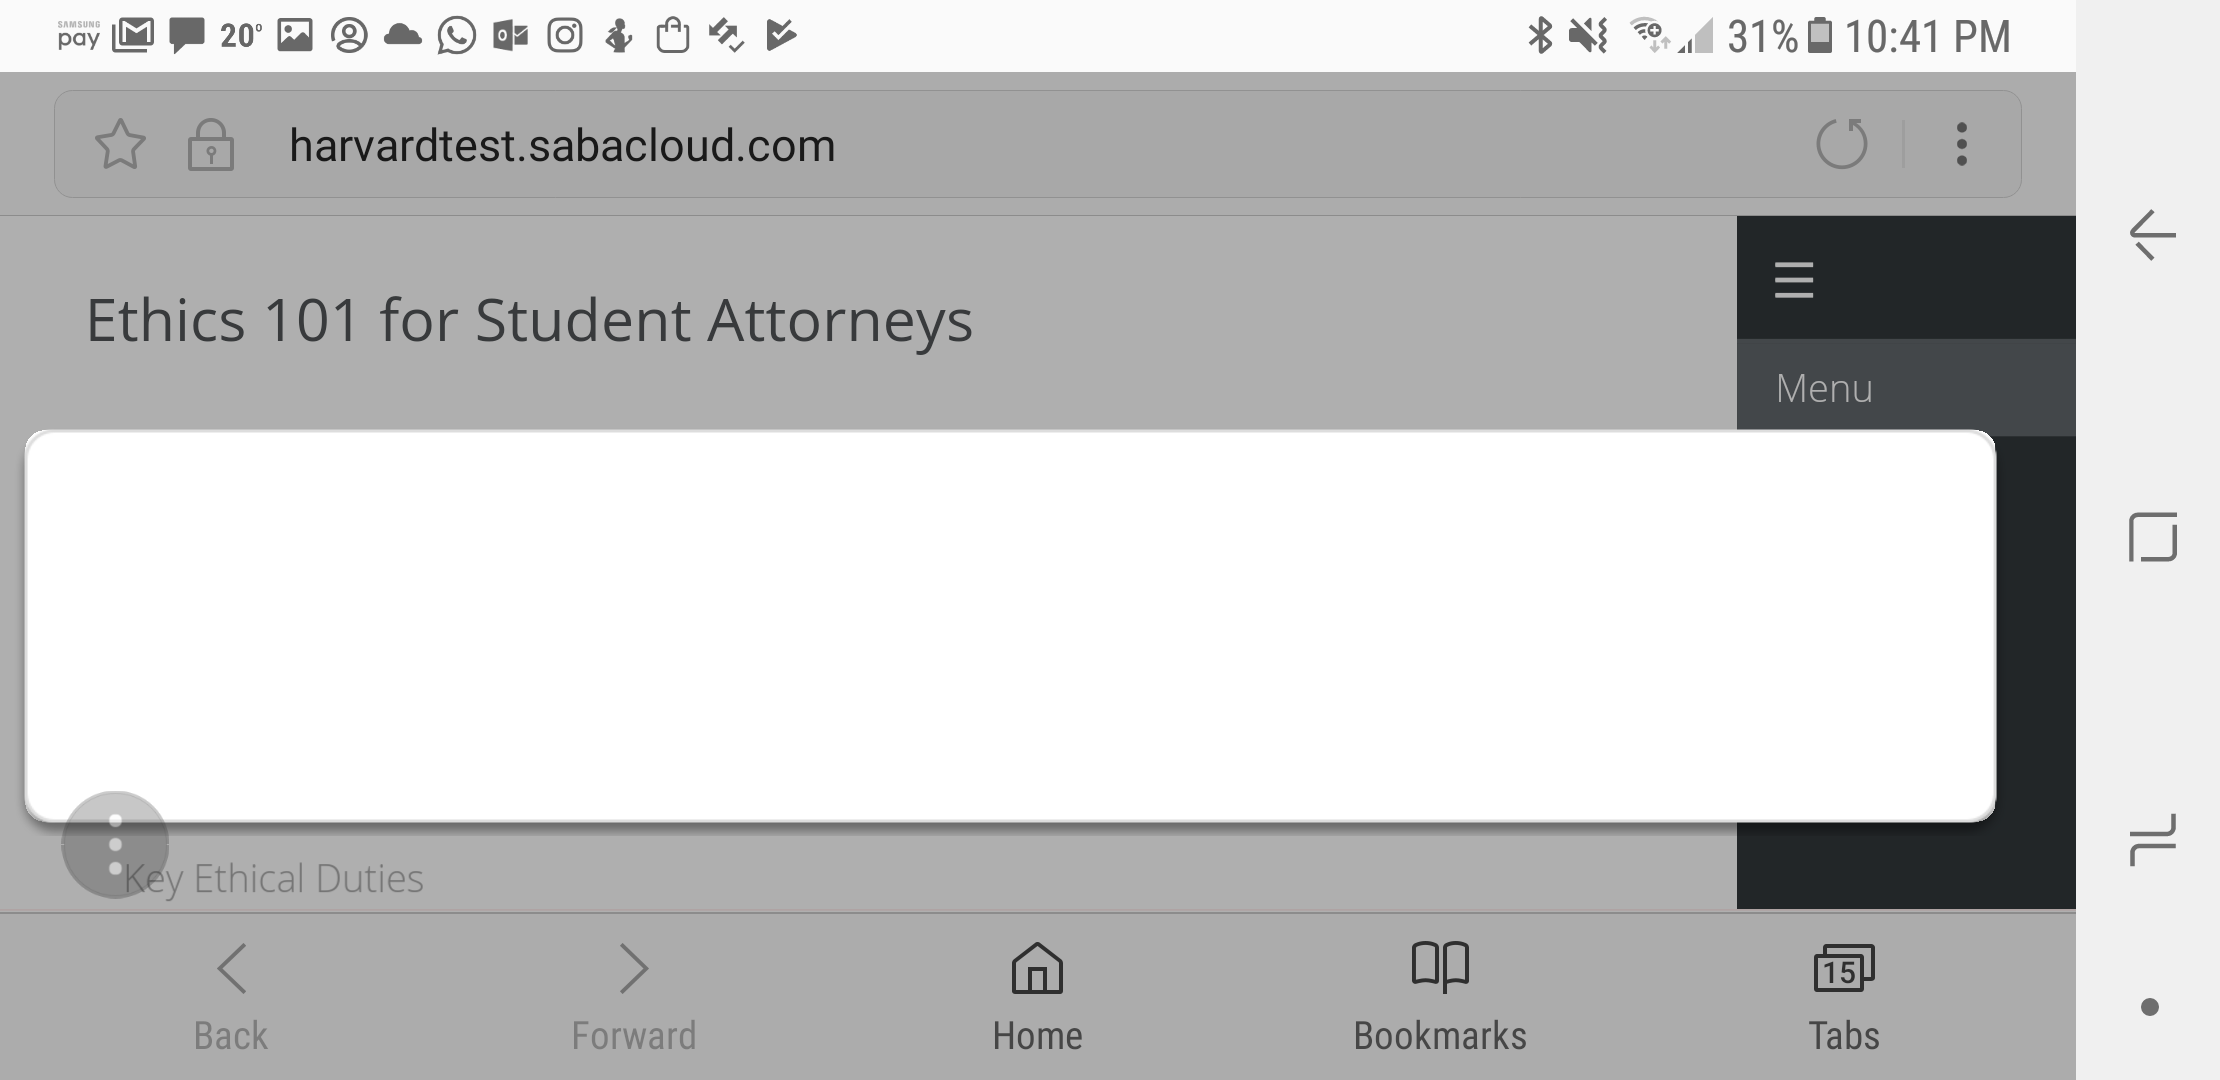 SAMSUNG
pay
20°
31%
10:41 PM
harvardtest.sabacloud.com
Ethics 101 for Student Attorneys
Menu
Key Ethical Duties
15
Back
Forward
Home
Bookmarks
Tabs